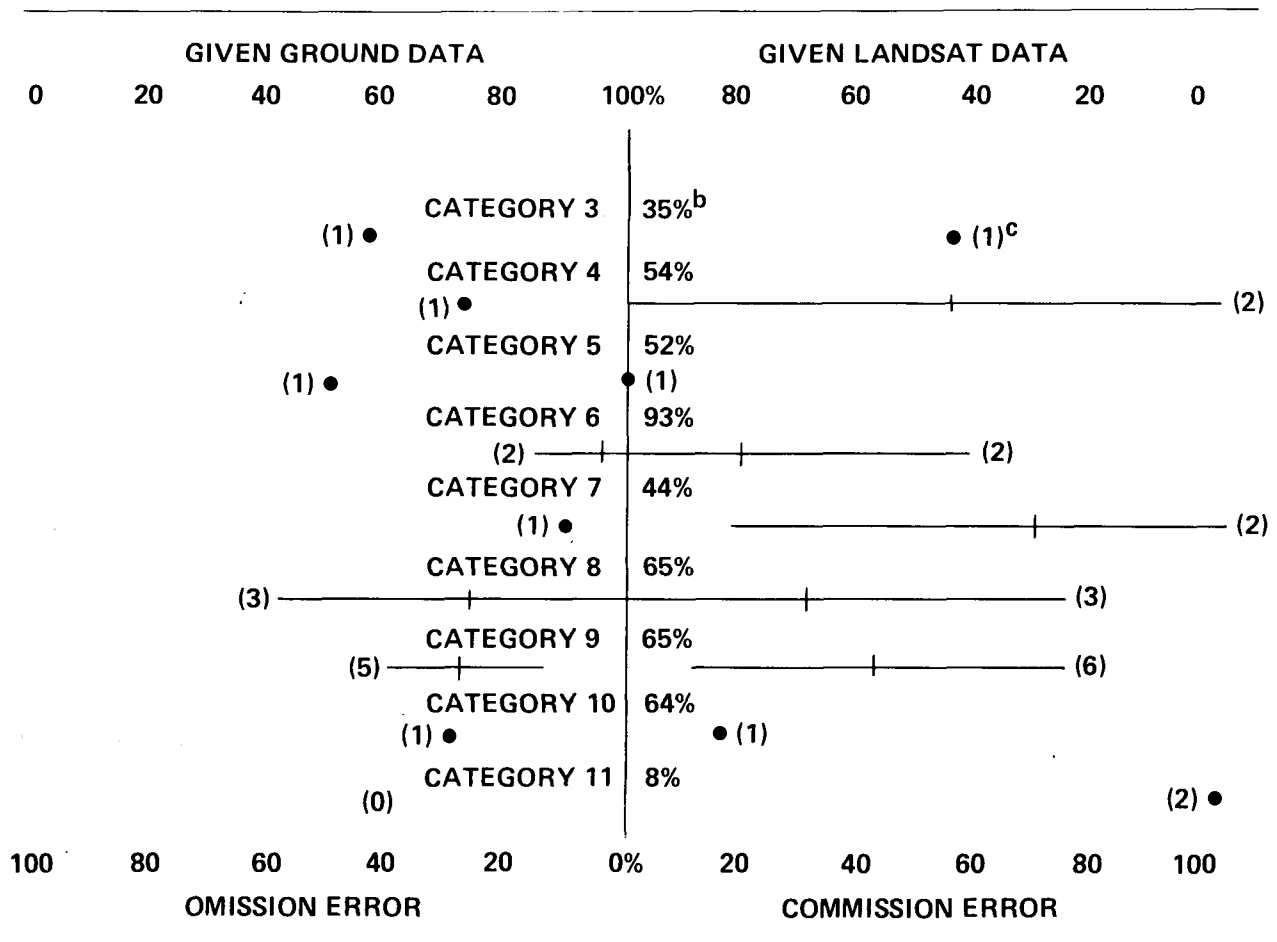 GIVEN GROUND DATA GIVEN LANDSAT DATA
0 20 40 60 80 100% 80 60 40 20 0
CATEGORY 3 35%b
(1) (1)c
CATEGORY 4 54%
(1) (2)
CATEGORY 5 52%
(1) (1)
CATEGORY 6 93%
(2) (2)
CATEGORY 7 44%
(1) (2)
CATEGORY 8 65%
(3) (3)
CATEGORY 9 65%
(5) (6)
CATEGORY 10 64%
(1) (1)
CATEGORY 11 8%
(0) (2)
100 80 60 40 20 0% 20 40 60 80 100
OMISSION ERROR COMMISSION ERROR